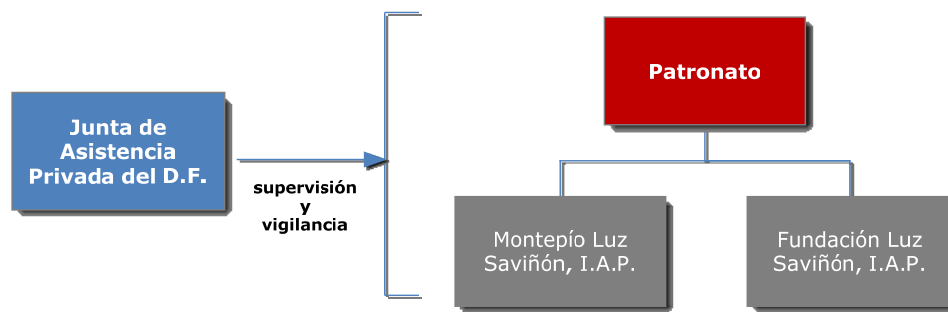 Junta de
Asistencia
Privada del D.F.
supervisión
y
vigilancia
Patronato
Montepío Luz
Saviñón, I.A.P.
Fundación Luz
Saviñón, I.A.P.